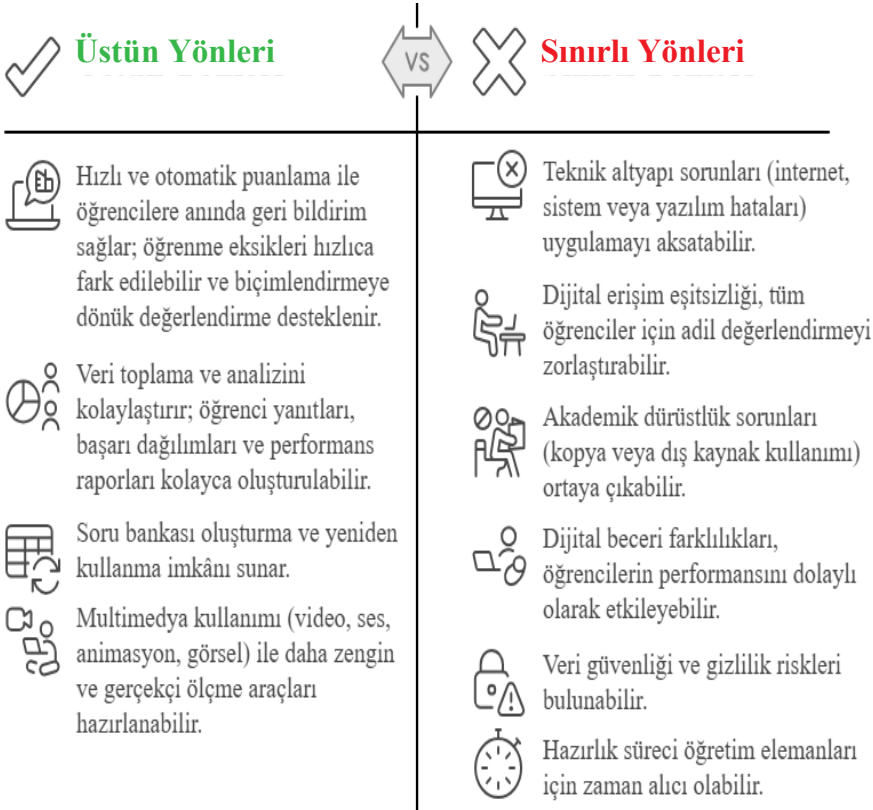 Üstün Yönleri
VS
Sınırlı Yönleri
Hızlı ve otomatik puanlama ile
öğrencilere anında geri bildirim
sağlar; öğrenme eksikleri hızlıca
fark edilebilir ve biçimlendirmeye
dönük değerlendirme desteklenir.
Veri toplama ve analizini
kolaylaştırır; öğrenci yanıtları,
başarı dağılımları ve performans
raporları kolayca oluşturulabilir.
Soru bankası oluşturma ve yeniden
kullanma imkânı sunar.
Multimedya kullanımı (video, ses,
animasyon, görsel) ile daha zengin
ve gerçekçi ölçme araçları
hazırlanabilir.
Teknik altyapı sorunları (internet,
sistem veya yazılım hataları)
uygulamayı aksatabilir.
Dijital erişim eşitsizliği, tüm
öğrenciler için adil değerlendirmeyi
zorlaştırabilir.
Akademik dürüstlük sorunları
(kopya veya dış kaynak kullanımı)
ortaya çıkabilir.
Dijital beceri farklılıkları,
öğrencilerin performansını dolaylı
olarak etkileyebilir.
Veri güvenliği ve gizlilik riskleri
bulunabilir.
Hazırlık süreci öğretim elemanları
için zaman alıcı olabilir.